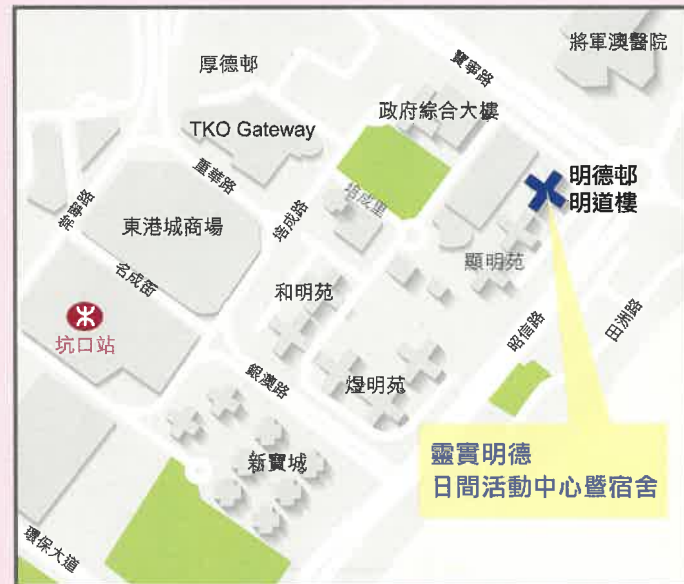 將軍澳醫院
寶寧路
厚德邨
政府綜合大樓
TKO Gateway
重華路
明德邨
明道樓
培成里
常寧路
培成路
東港城商場
顯明苑
名成街
和明苑
坑口站
昭信路
田洲路
銀澳路
煜明苑
新寶城
靈實明德
日間活動中心暨宿舍
環保大道